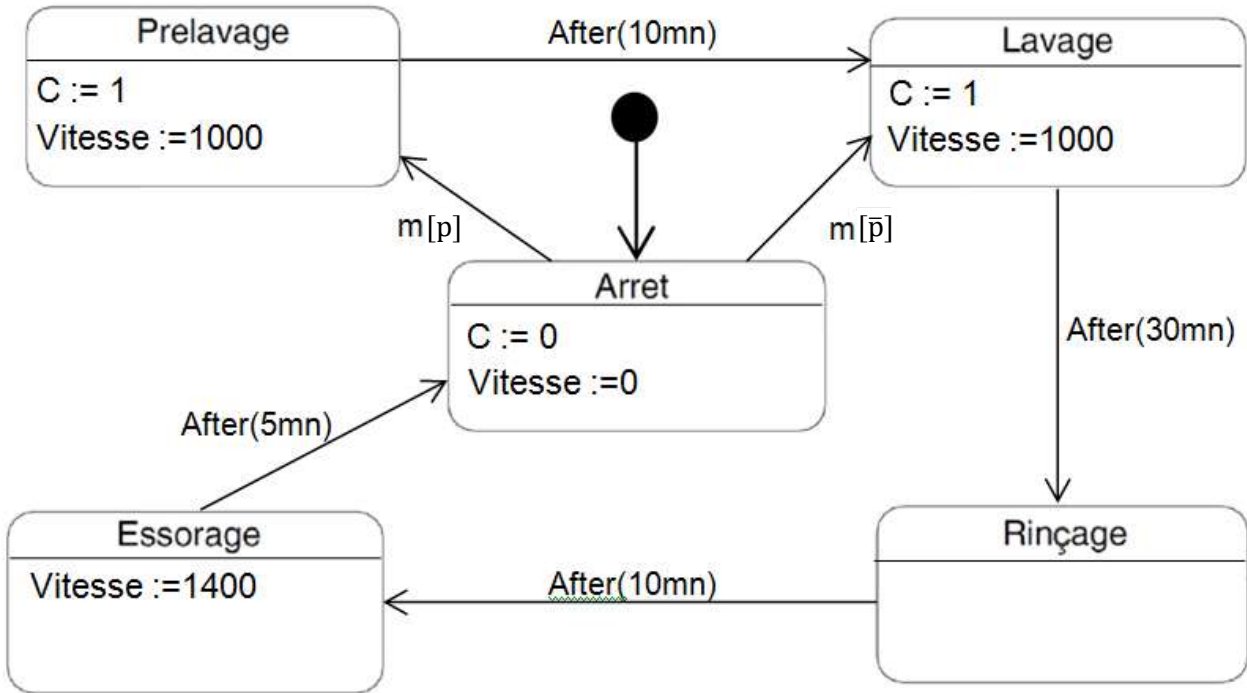 Prelavage
C := 1
Vitesse :=1000
After(10mn)
Lavage
C := 1
Vitesse :=1000
m[p]
m[p̅]
Arret
C := 0
Vitesse :=0
After(30mn)
After(5mn)
Essorage
Vitesse :=1400
After(10mn)
Rinçage